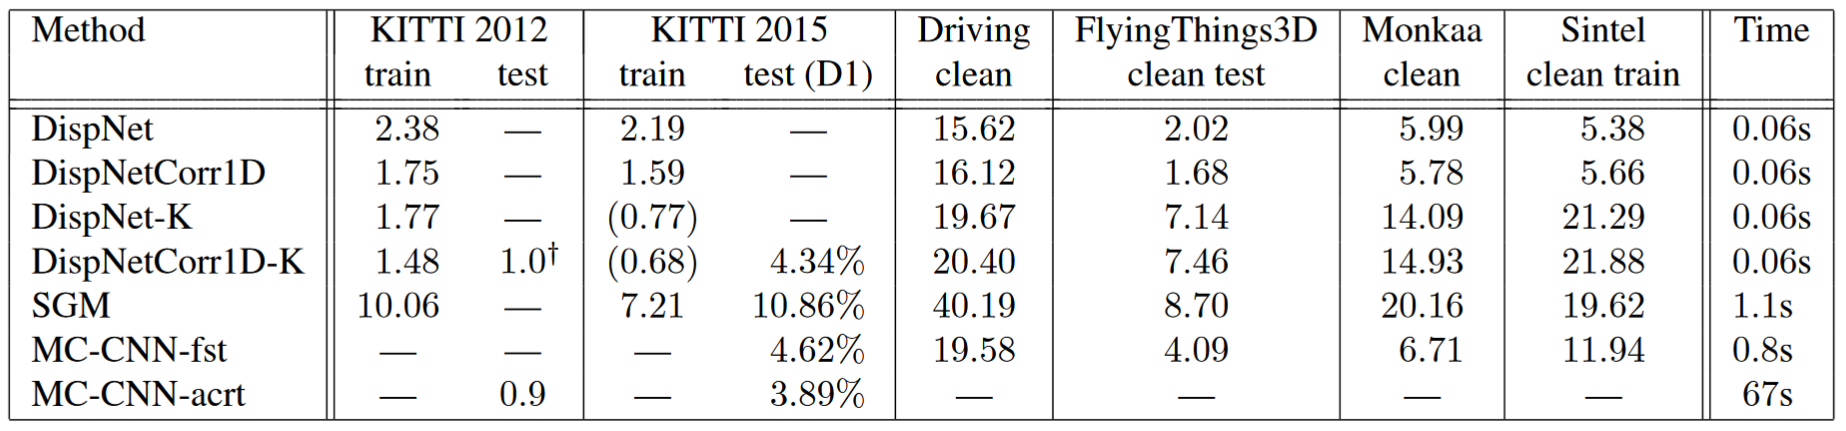 Method KITTI 2012 KITTI 2015 Driving FlyingThings3D Monkaa Sintel Time
train test train test (D1) clean clean test clean clean train
DispNet 2.38 — 2.19 — 15.62 2.02 5.99 5.38 0.06s
DispNetCorr1D 1.75 — 1.59 — 16.12 1.68 5.78 5.66 0.06s
DispNet-K 1.77 — (0.77) — 19.67 7.14 14.09 21.29 0.06s
DispNetCorr1D-K 1.48 1.0† (0.68) 4.34% 20.40 7.46 14.93 21.88 0.06s
SGM 10.06 — 7.21 10.86% 40.19 8.70 20.16 19.62 1.1s
MC-CNN-fst — — — 4.62% 19.58 4.09 6.71 11.94 0.8s
MC-CNN-acrt — 0.9 — 3.89% — — — — 67s